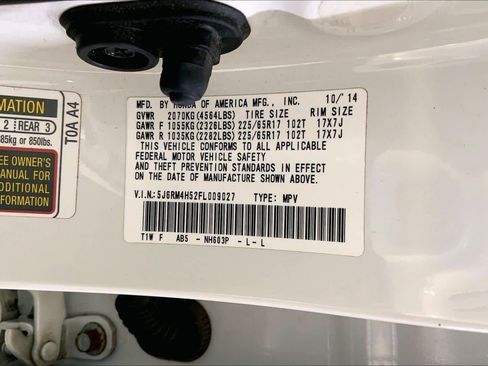 MFD. BY HONDA OF AMERICA MFG., INC. 10/'14
GVWR 2070KG(4564LBS) TIRE SIZE RIM SIZE
GAWR F 1055KG(2326LBS) 225/65R17 102T 17X7J
GAWR R 1035KG(2282LBS) 225/65R17 102T 17X7J
THIS VEHICLE CONFORMS TO ALL APPLICABLE
FEDERAL MOTOR VEHICLE SAFETY
AND THEFT PREVENTION STANDARDS IN EFFECT
ON THE DATE OF MANUFACTURE SHOWN ABOVE.
V.I.N.: 5J6RM4H52FL009027 TYPE: MPV
T1W F AB5 - NH603P - L - L
MATION
2 REAR 3
85kg or 850lbs.
EE OWNER'S
MANUAL FOR
ADDITIONAL
INFORMATION
T0A A4